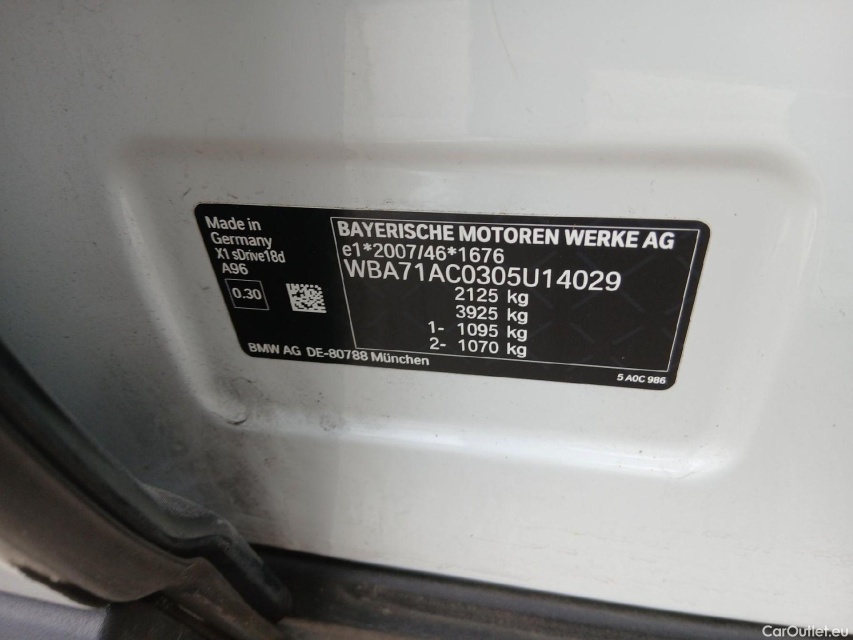 Made in
Germany
X1 sDrive18d
A96
0.30
BAYERISCHE MOTOREN WERKE AG
e1*2007/46*1676
WBA71AC0305U14029
2125 kg
3925 kg
1- 1095 kg
2- 1070 kg
BMW AG DE-80788 München
5 A0C 986
CarOutlet.eu